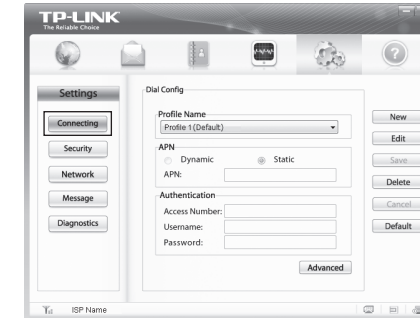 TP-LINK
The Reliable Choice
Settings
Connecting
Security
Network
Message
Diagnostics
Dial Config
Profile Name
Profile 1 (Default)
APN
Dynamic
Static
APN:
Authentication
Access Number:
Username:
Password:
Advanced
New
Edit
Save
Delete
Cancel
Default
ISP Name